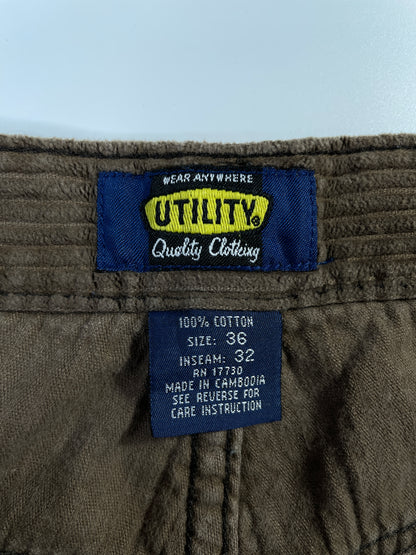 WEAR ANYWHERE
UTILITY®
Quality Clothing
100% COTTON
SIZE: 36
INSEAM: 32
RN 17730
MADE IN CAMBODIA
SEE REVERSE FOR
CARE INSTRUCTION